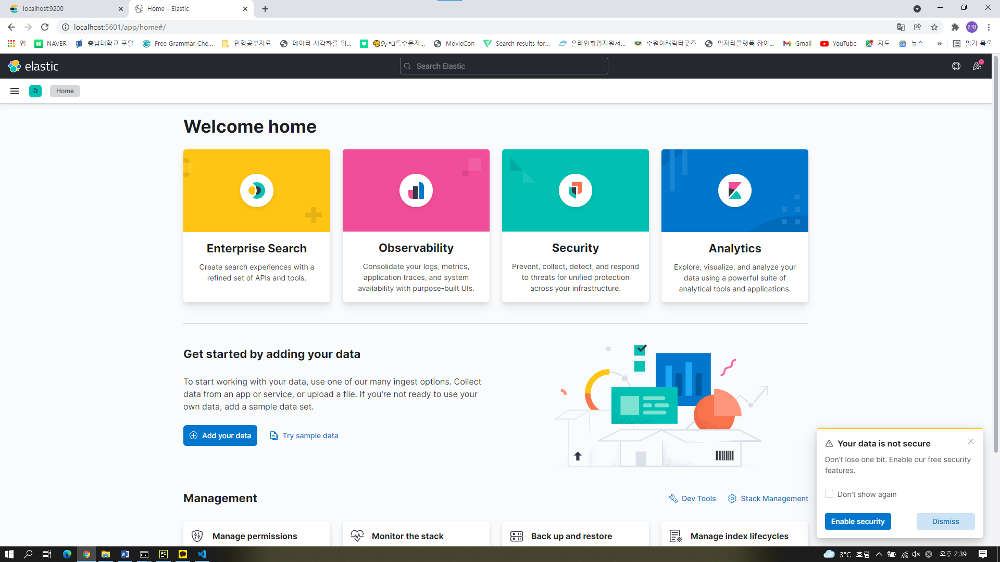 localhost:9200
Home - Elastic
localhost:5601/app/home#/
민형
앱
NAVER
충남대학교 포털
Free Grammar Che...
민형공부자료
데이터 시각화를 위...
MovieCon
Search results for...
온라인취업지원서...
수원이캐릭터굿즈
일자리플랫폼 잡아...
Gmail
YouTube
지도
뉴스
»
읽기 목록
elastic
Search Elastic
D
Home
Welcome home
Enterprise Search
Create search experiences with a
refined set of APIs and tools.
Observability
Consolidate your logs, metrics,
application traces, and system
availability with purpose-built UIs.
Security
Prevent, collect, detect, and respond
to threats for unified protection
across your infrastructure.
Analytics
Explore, visualize, and analyze your
data using a powerful suite of
analytical tools and applications.
Get started by adding your data
To start working with your data, use one of our many ingest options. Collect
data from an app or service, or upload a file. If you're not ready to use your
own data, add a sample data set.
Add your data
Try sample data
Your data is not secure
Don’t lose one bit. Enable our free security
features.
Don't show again
Enable security
Dismiss
Management
Dev Tools
Stack Management
Manage permissions
Monitor the stack
Back up and restore
Manage index lifecycles
3°C 흐림
오후 2:39